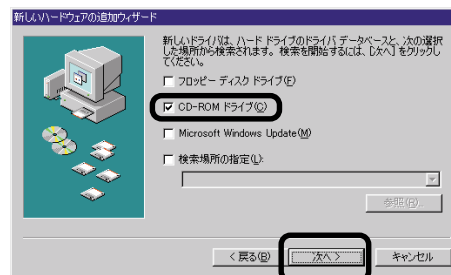 新しいハードウェアの追加ウィザード
新しいドライバは、ハード ドライブのドライバ データベースと、次の選択
した場所から検索されます。 検索を開始するには、[次へ] をクリックし
てください。
フロッピー ディスク ドライブ(F)
CD-ROM ドライブ(C)
Microsoft Windows Update(M)
検索場所の指定(L):
参照(R)...
< 戻る(B)
次へ >
キャンセル